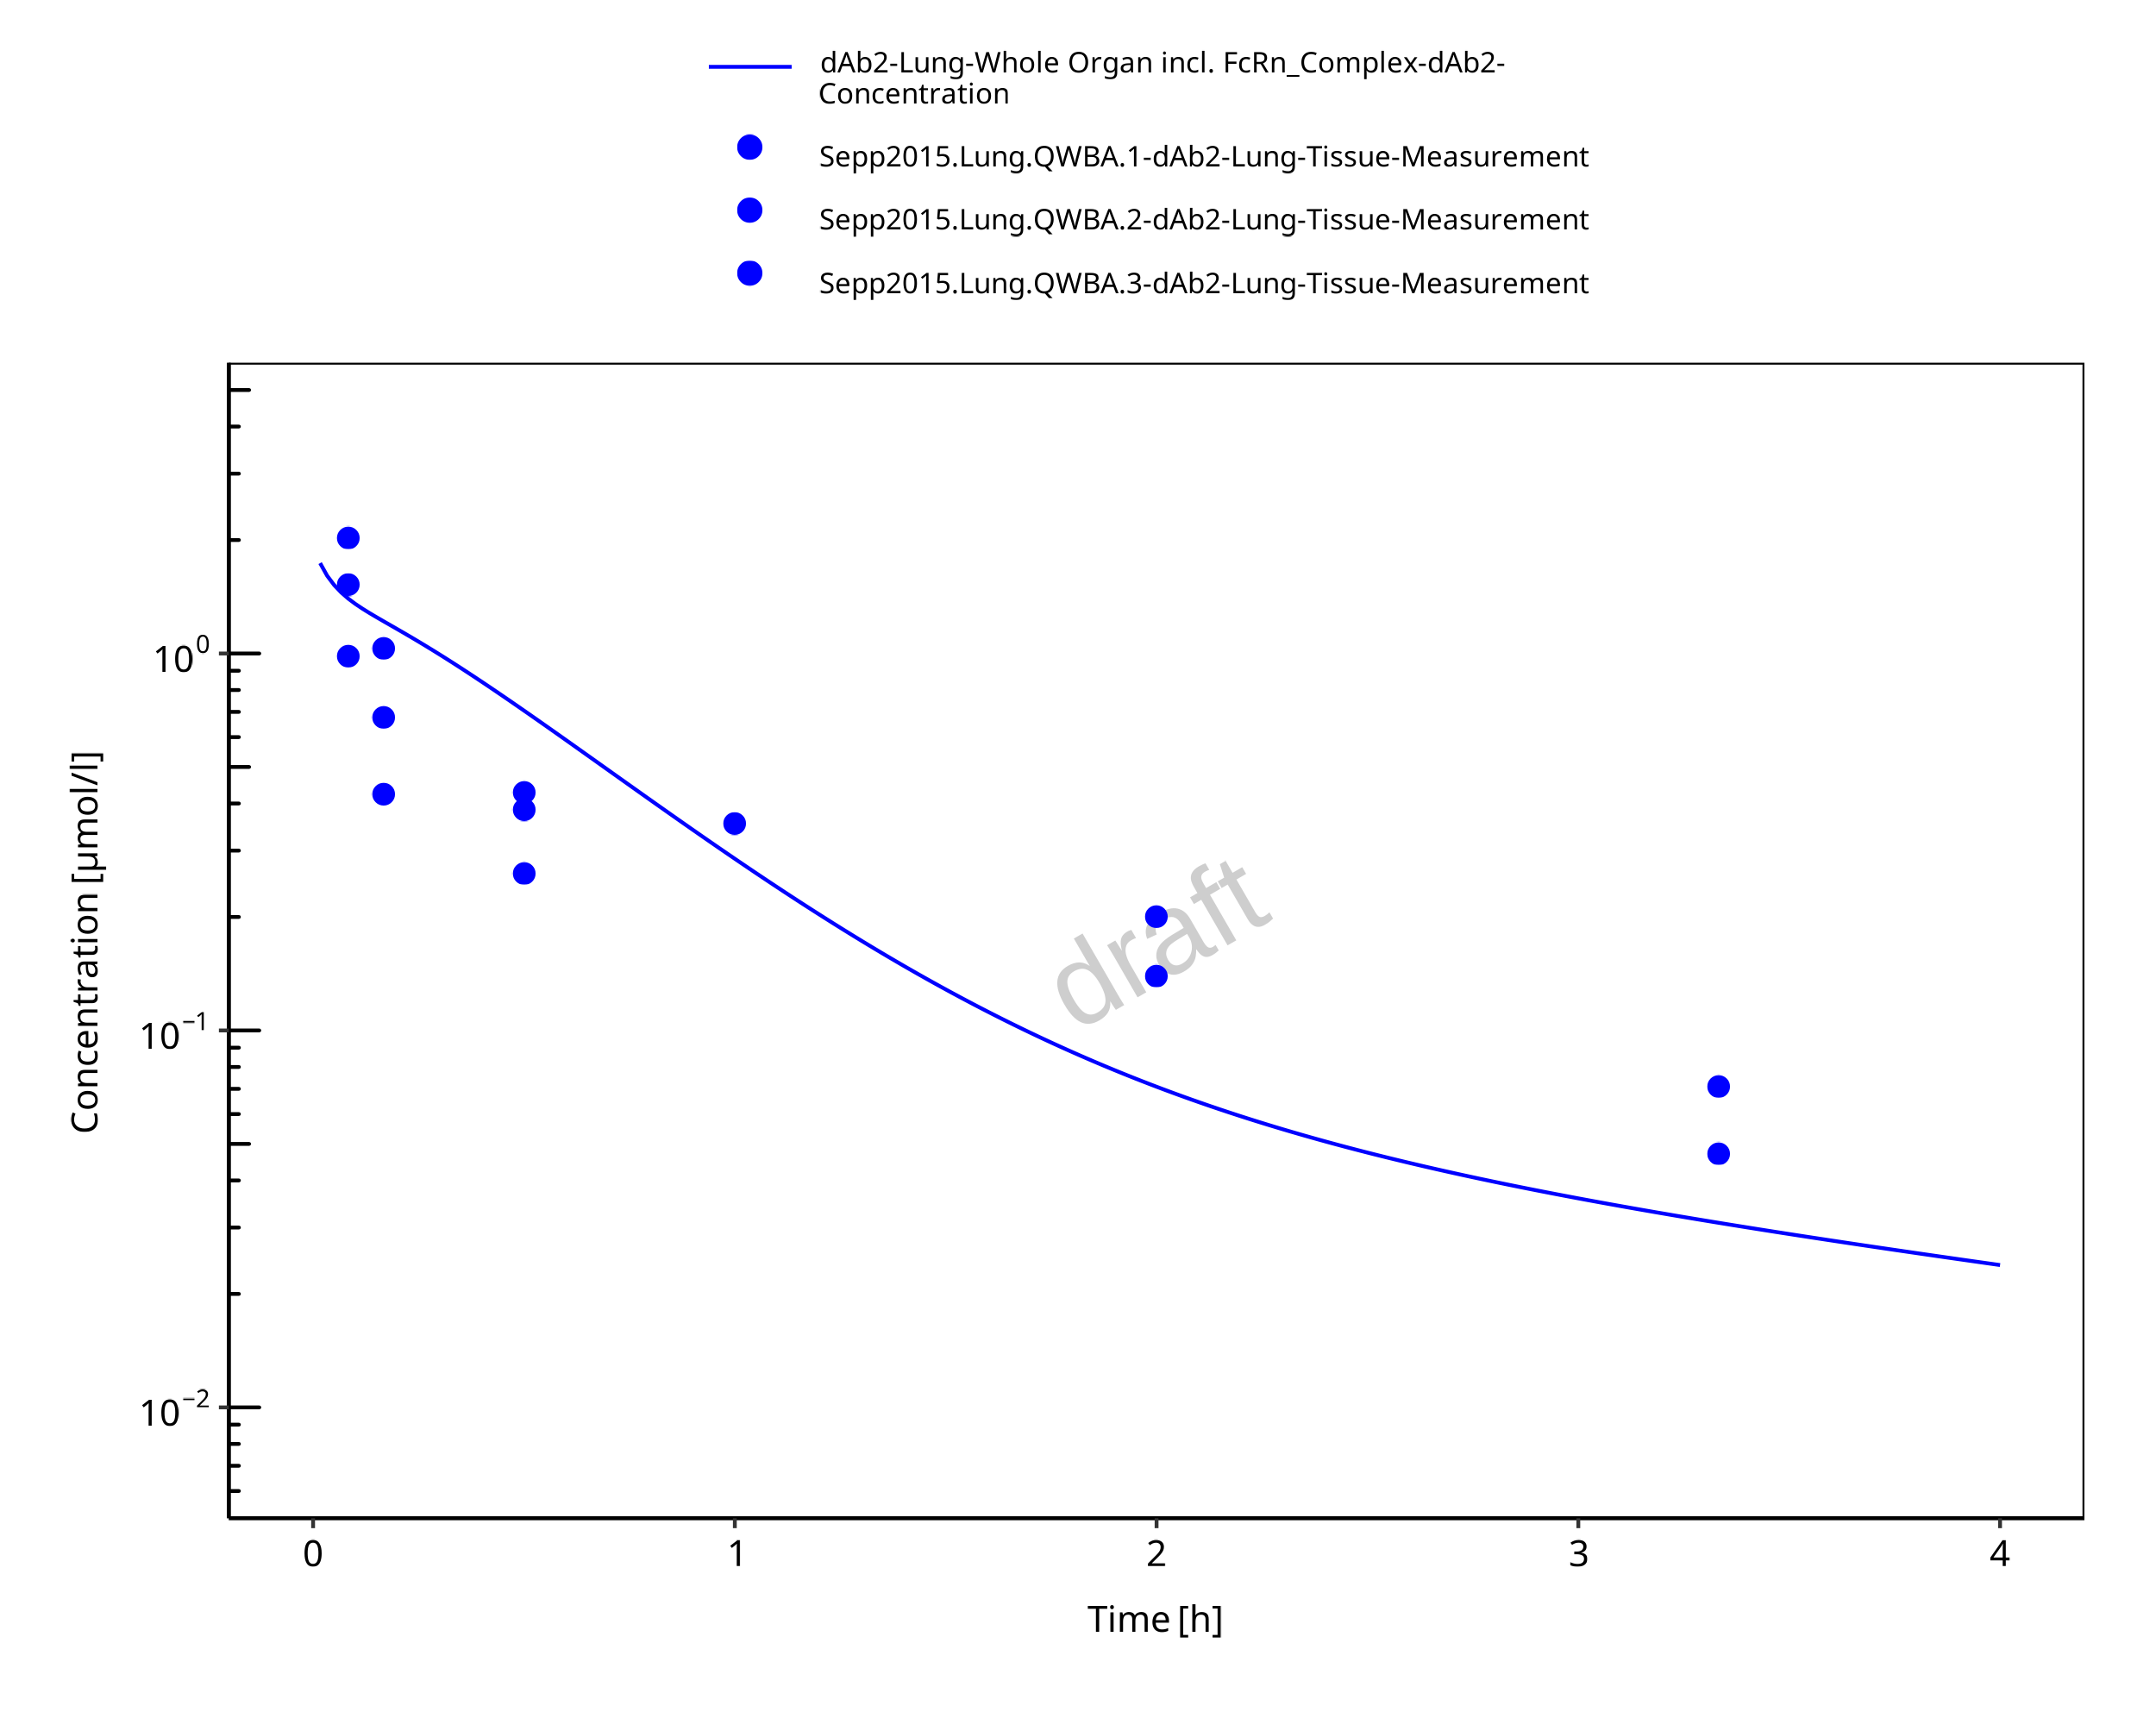 dAb2-Lung-Whole Organ incl. FcRn_Complex-dAb2-
Concentration
Sepp2015.Lung.QWBA.1-dAb2-Lung-Tissue-Measurement
Sepp2015.Lung.QWBA.2-dAb2-Lung-Tissue-Measurement
Sepp2015.Lung.QWBA.3-dAb2-Lung-Tissue-Measurement
10⁰
10⁻¹
10⁻²
Concentration [µmol/l]
draft
0 1 2 3 4
Time [h]